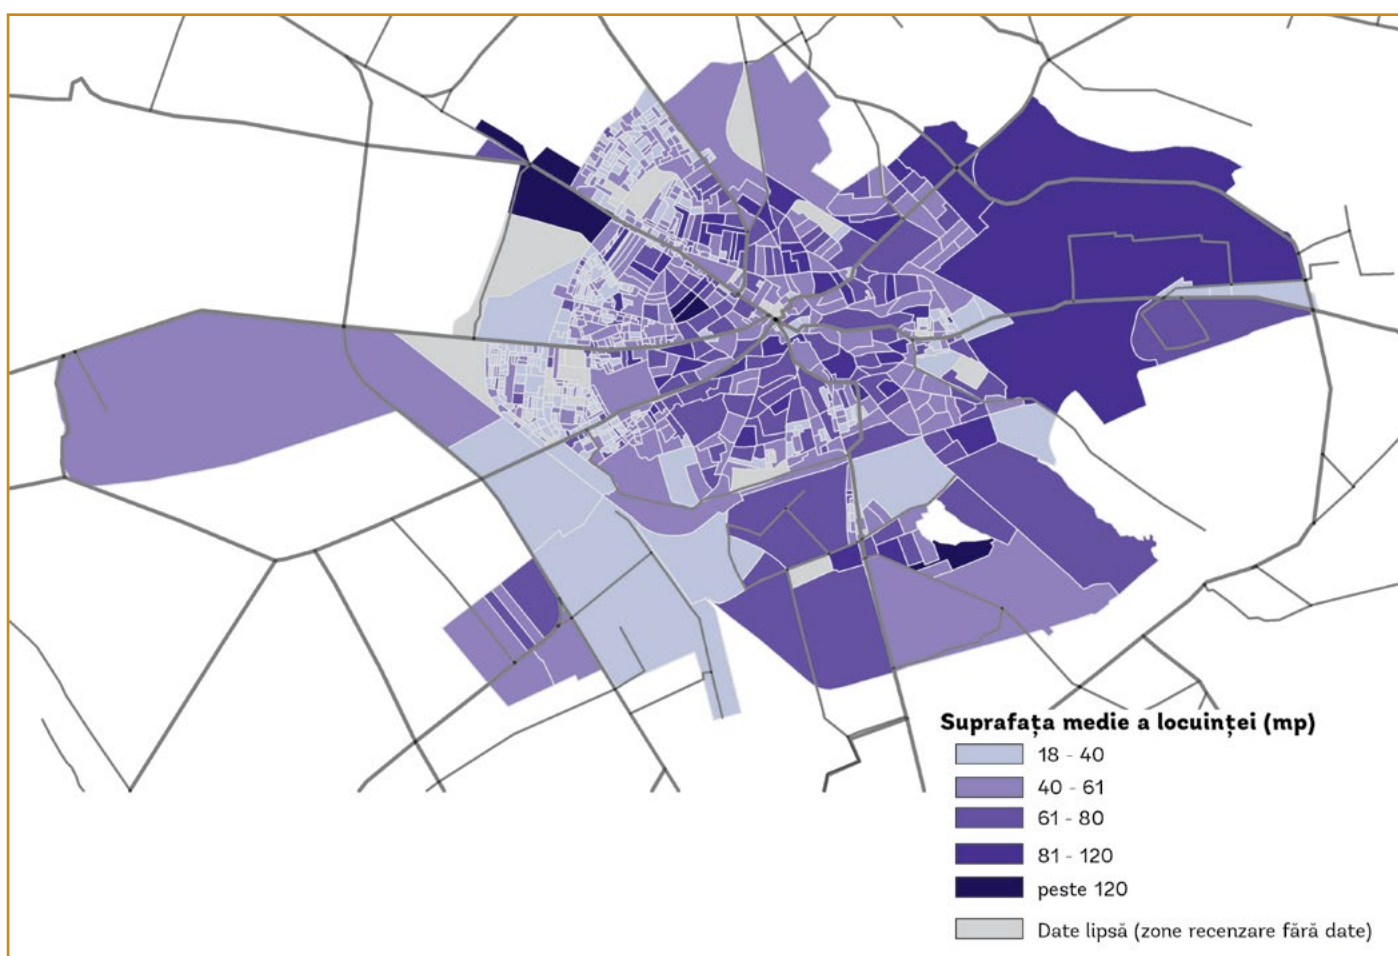 Suprafața medie a locuinței (mp)
18 - 40
40 - 61
61 - 80
81 - 120
peste 120
Date lipsă (zone recenzare fără date)